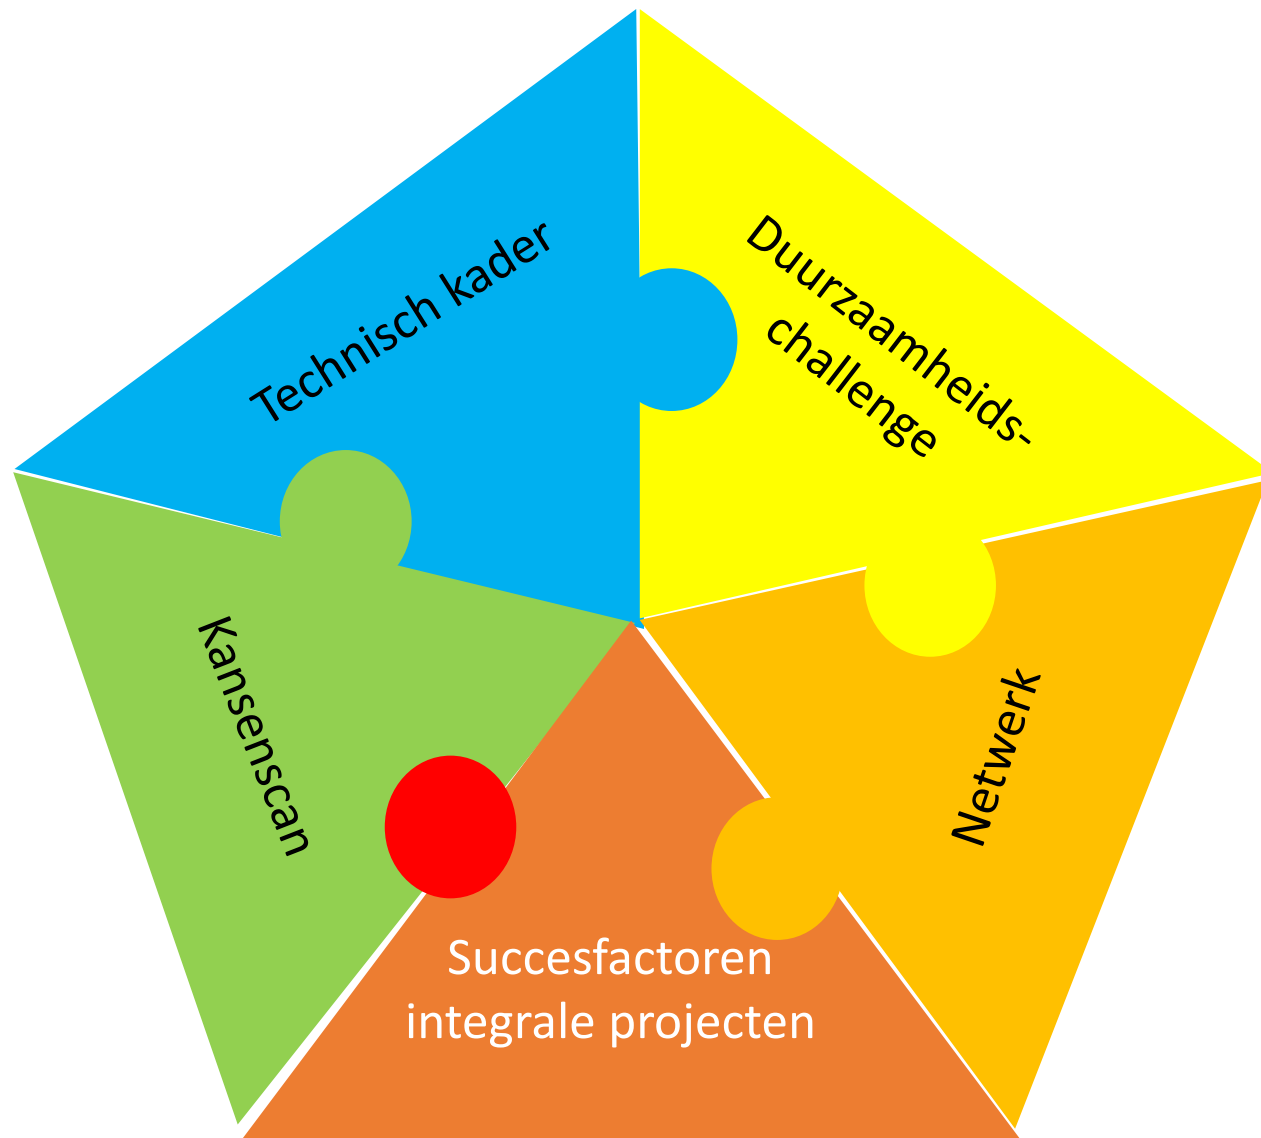 Technisch kader
Duurzaamheids-
challenge
Kansenscan
Netwerk
Succesfactoren
integrale projecten